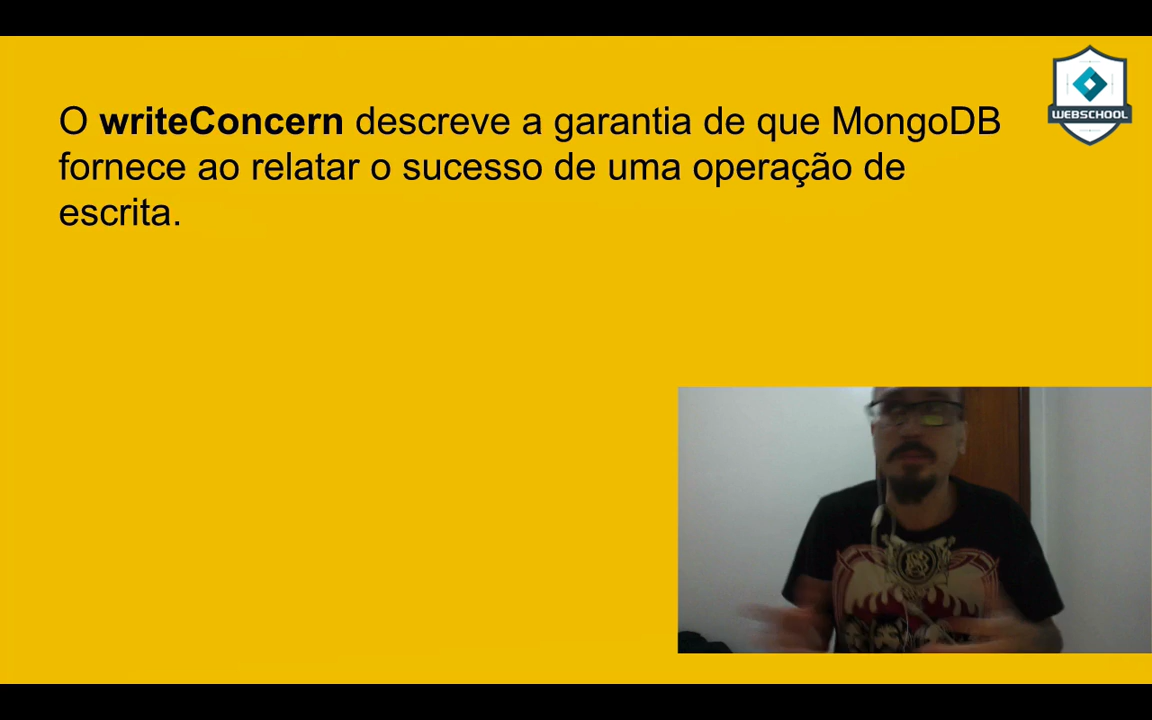 O writeConcern descreve a garantia de que MongoDB
fornece ao relatar o sucesso de uma operação de
escrita.
WEBSCHOOL